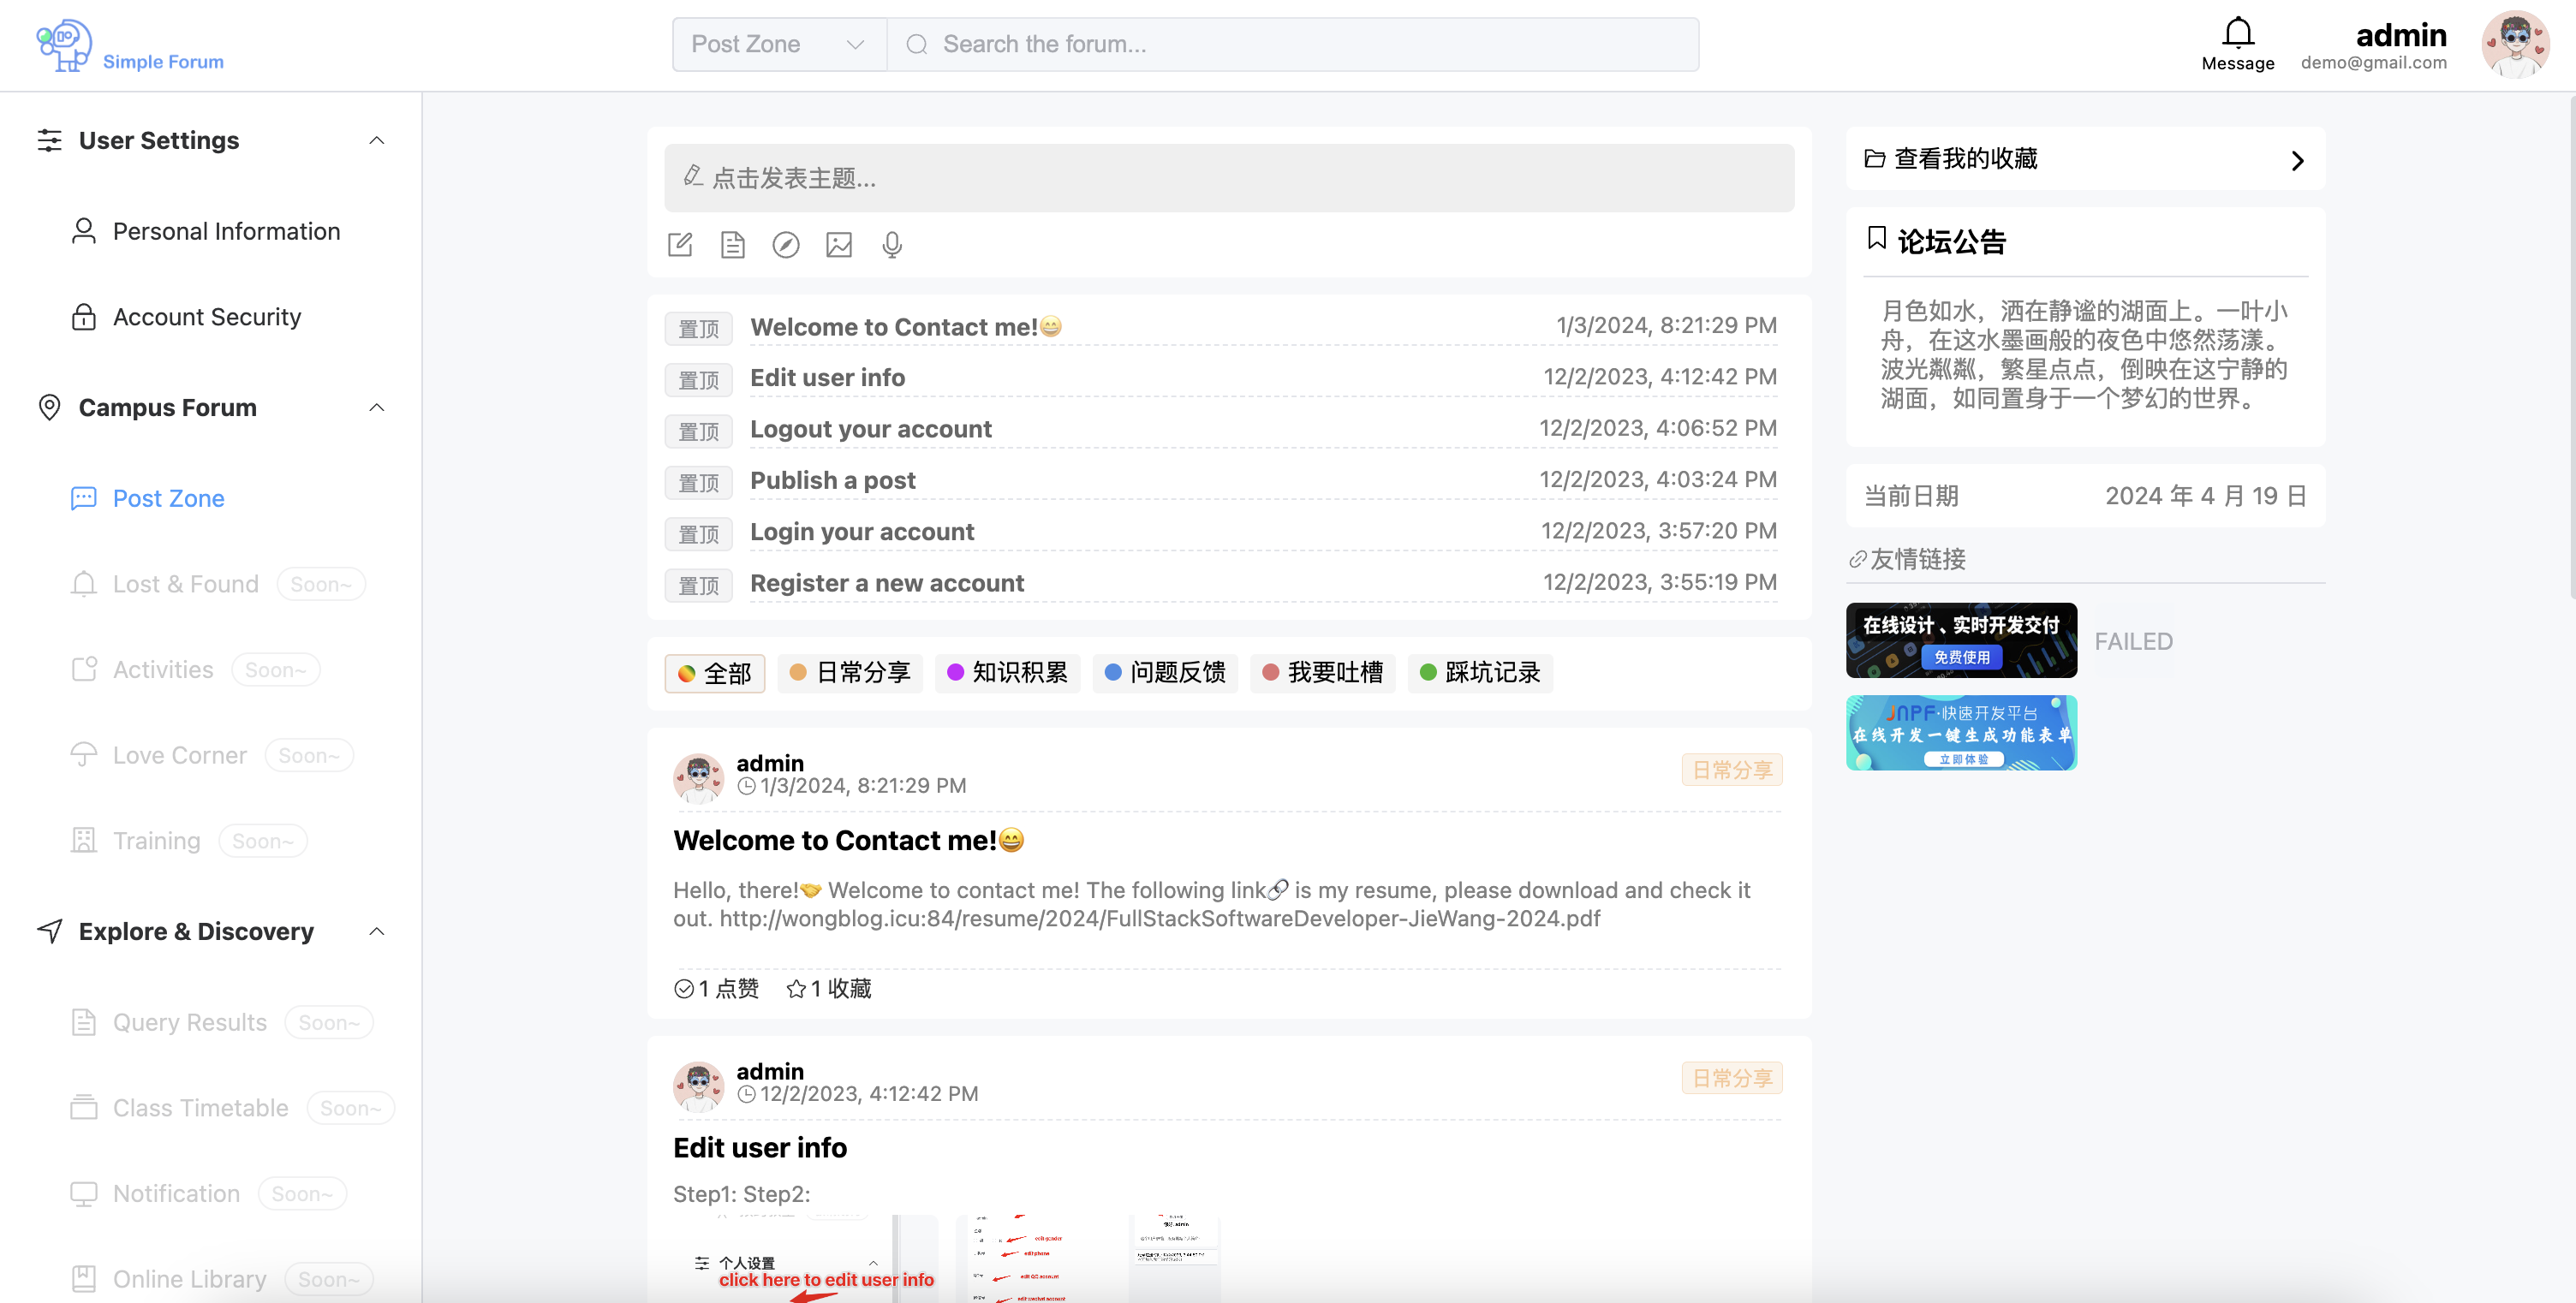 Simple Forum
Post Zone
Search the forum...
Message
admin
demo@gmail.com
User Settings
Personal Information
Account Security
Campus Forum
Post Zone
Lost & Found Soon~
Activities Soon~
Love Corner Soon~
Training Soon~
Explore & Discovery
Query Results Soon~
Class Timetable Soon~
Notification Soon~
Online Library Soon~
点击发表主题...
置顶 Welcome to Contact me!😄 1/3/2024, 8:21:29 PM
置顶 Edit user info 12/2/2023, 4:12:42 PM
置顶 Logout your account 12/2/2023, 4:06:52 PM
置顶 Publish a post 12/2/2023, 4:03:24 PM
置顶 Login your account 12/2/2023, 3:57:20 PM
置顶 Register a new account 12/2/2023, 3:55:19 PM
全部 日常分享 知识积累 问题反馈 我要吐槽 踩坑记录
admin
1/3/2024, 8:21:29 PM
日常分享
Welcome to Contact me!😄
Hello, there!🤝 Welcome to contact me! The following link🔗 is my resume, please download and check it
out. http://wongblog.icu:84/resume/2024/FullStackSoftwareDeveloper-JieWang-2024.pdf
1 点赞 1 收藏
admin
12/2/2023, 4:12:42 PM
日常分享
Edit user info
Step1: Step2:
个人设置
click here to edit user info
edit gender
edit phone
edit QQ account
edit wechat account
查看我的收藏
论坛公告
月色如水，洒在静谧的湖面上。一叶小
舟，在这水墨画般的夜色中悠然荡漾。
波光粼粼，繁星点点，倒映在这宁静的
湖面，如同置身于一个梦幻的世界。
当前日期 2024 年 4 月 19 日
友情链接
在线设计、实时开发交付
免费使用
FAILED
JNPF·快速开发平台
在线开发一键生成功能表单
立即体验